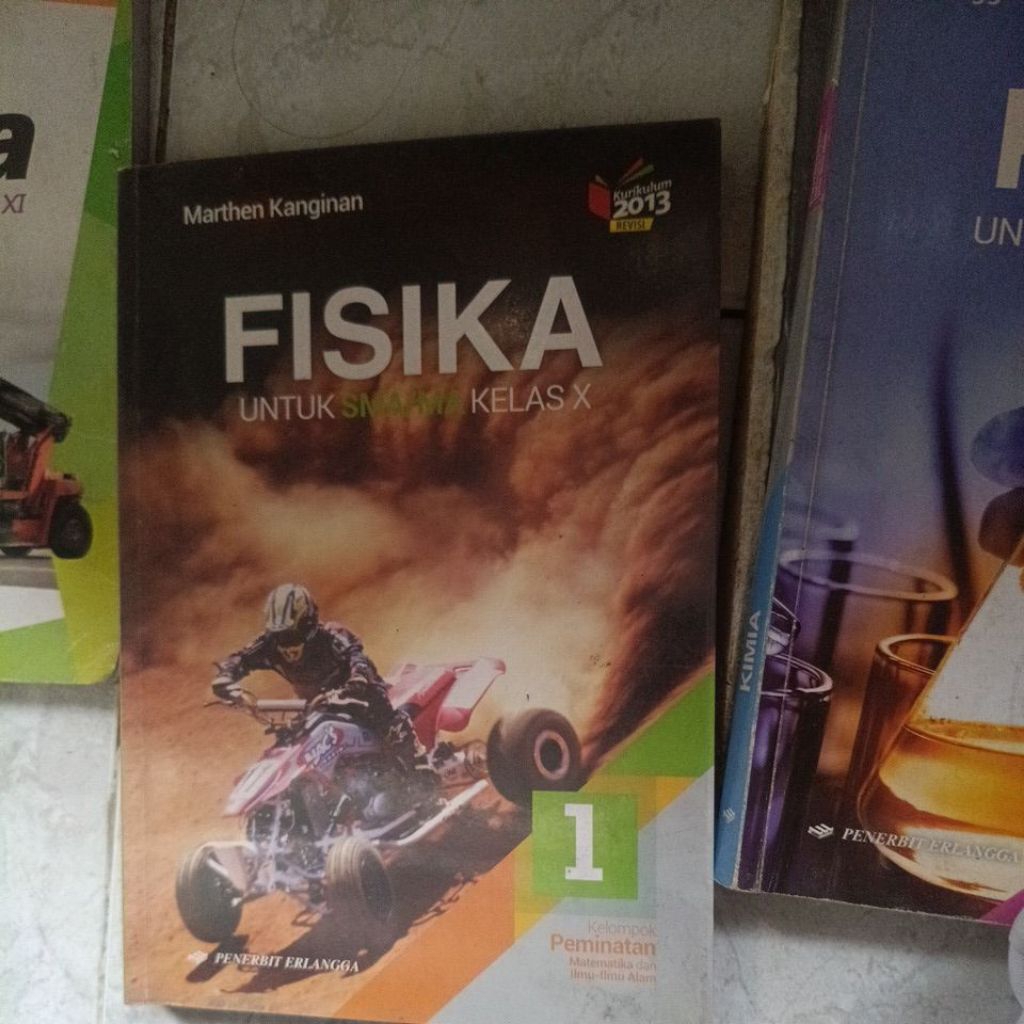 a
XI
Marthen Kanginan
Kurikulum
2013
REVISI
FISIKA
UNTUK SMA/MA KELAS X
1
Kelompok
Peminatan
Matematika dan
Ilmu-Ilmu Alam
PENERBIT ERLANGGA
UN
KIMIA
PENERBIT ERLANGGA